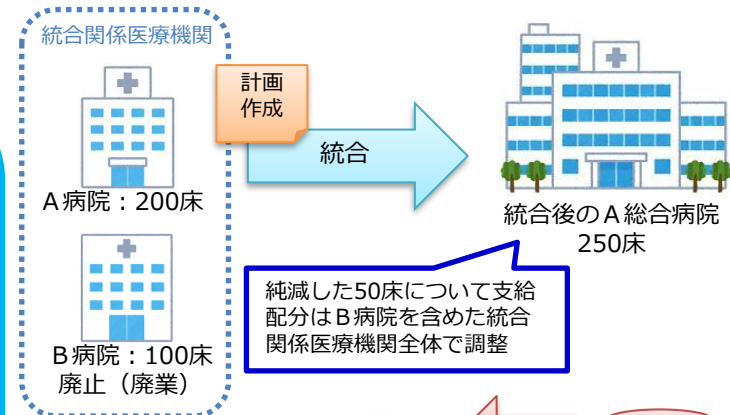 統合関係医療機関
計画
作成
統合
A病院：200床
B病院：100床
廃止（廃業）
統合後のA総合病院
250床
純減した50床について支給
配分はB病院を含めた統合
関係医療機関全体で調整